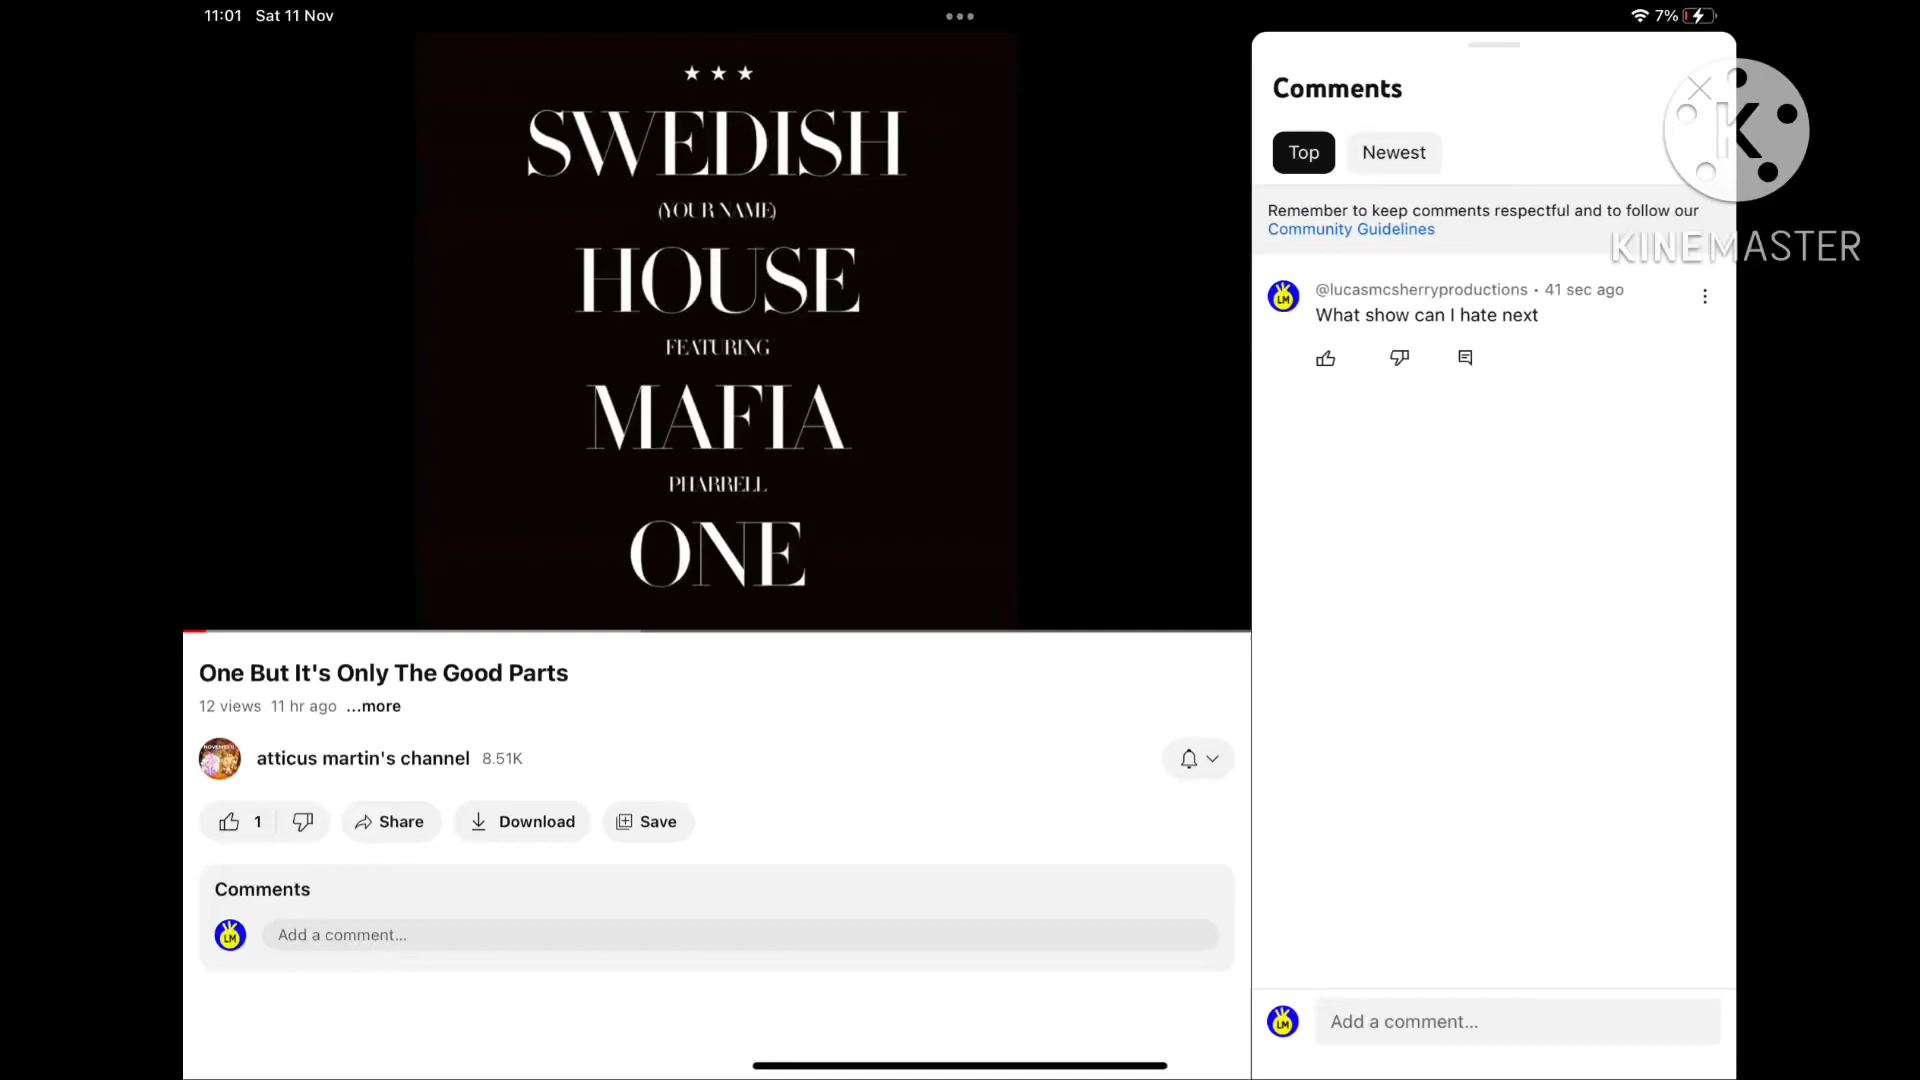 11:01 Sat 11 Nov
7%
★ ★ ★
SWEDISH
(YOUR NAME)
HOUSE
FEATURING
MAFIA
PHARRELL
ONE
One But It's Only The Good Parts
12 views 11 hr ago ...more
atticus martin's channel 8.51K
1 Share Download Save
Comments
LM Add a comment...
Comments
Top Newest
Remember to keep comments respectful and to follow our
Community Guidelines
LM @lucasmcsherryproductions • 41 sec ago
What show can I hate next
LM Add a comment...
K
KINEMASTER